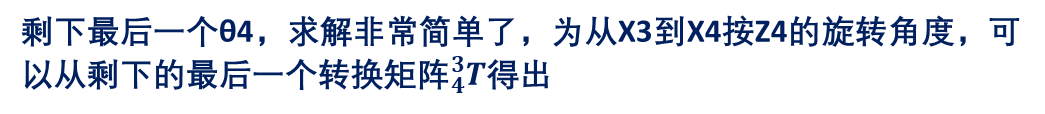 剩下最后一个θ4，求解非常简单了，为从X3到X4按Z4的旋转角度，可
以从剩下的最后一个转换矩阵$^{3}_{4}T$得出